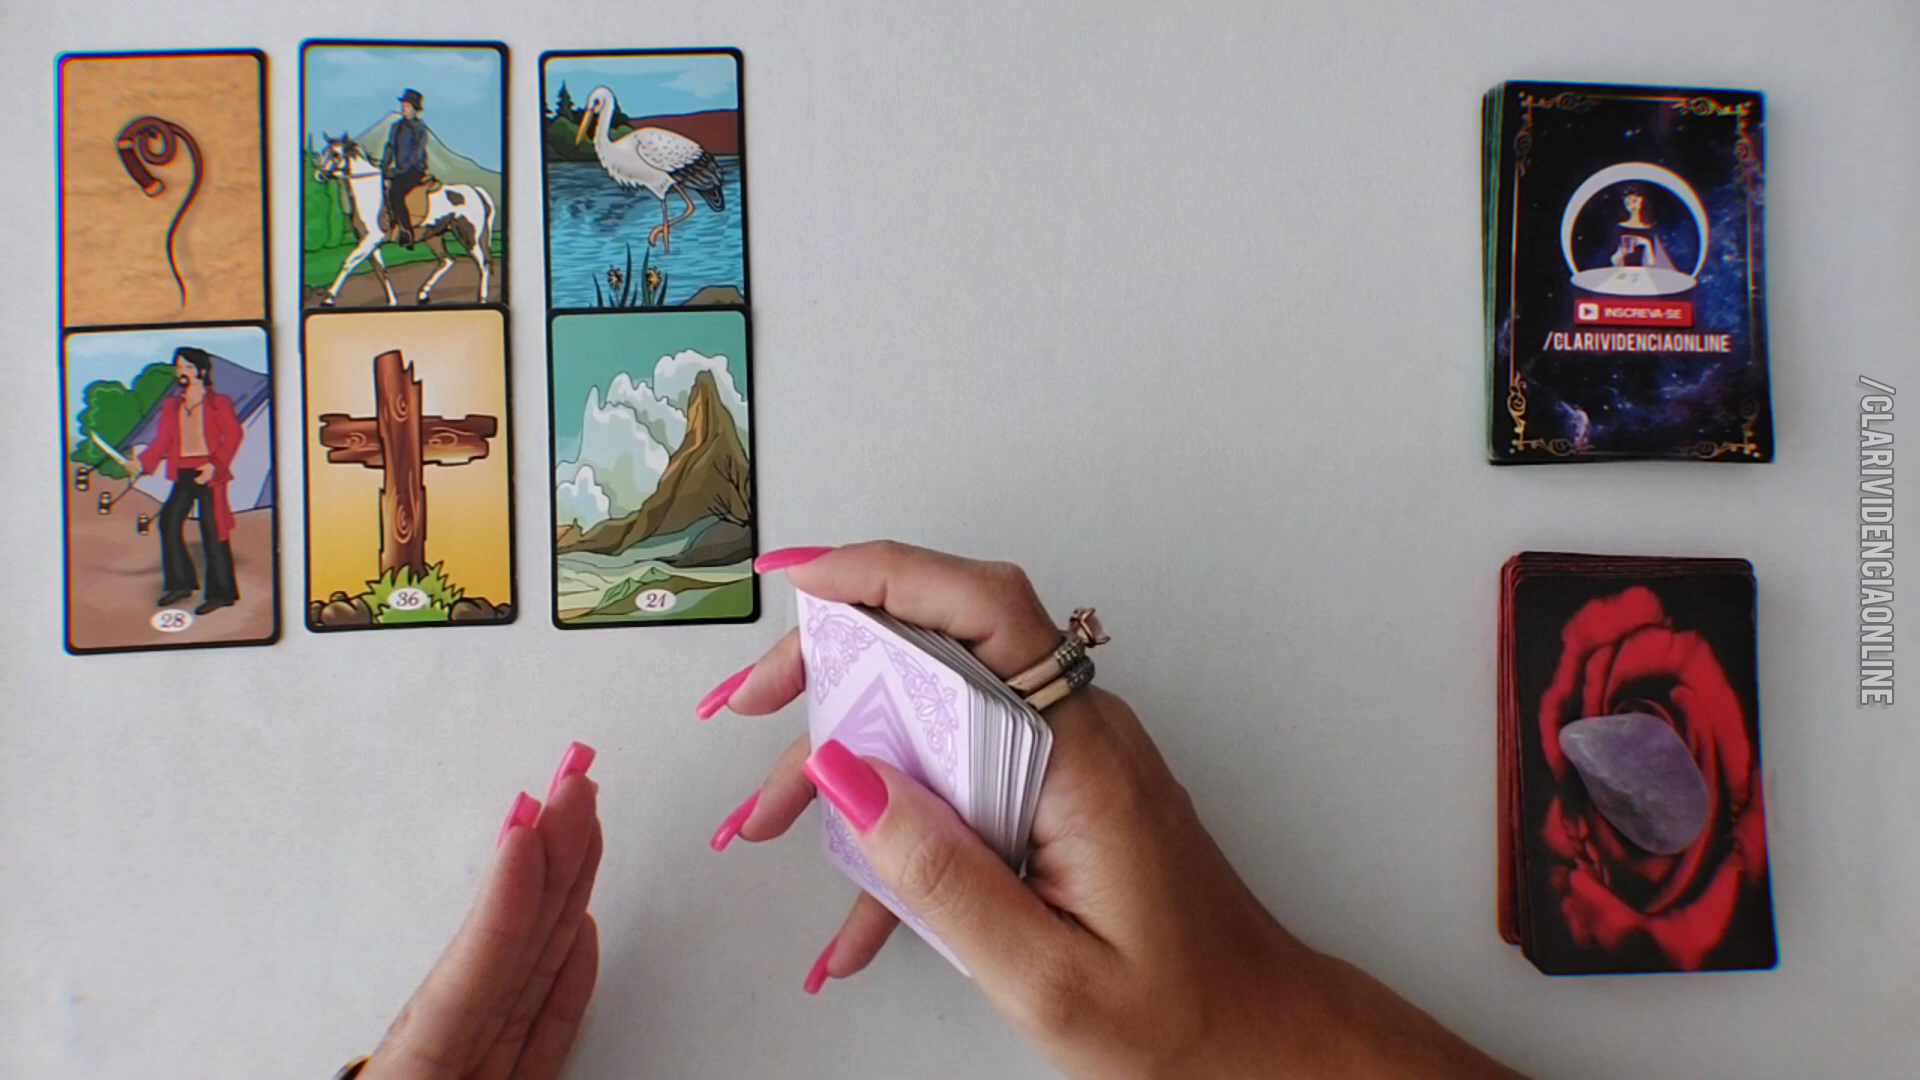 INSCREVA-SE
/CLARIVIDENCIAONLINE
28
36
21
/CLARIVIDENCIAONLINE